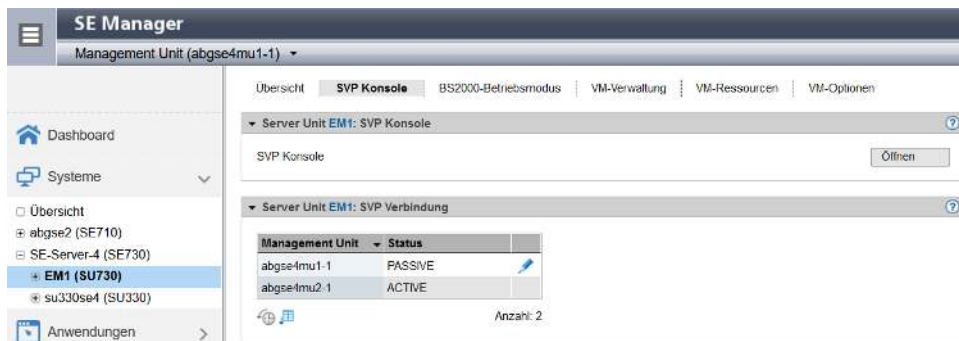 SE Manager
Management Unit (abgse4mu1-1)
Übersicht SVP Konsole BS2000-Betriebsmodus VM-Verwaltung VM-Ressourcen VM-Optionen
Server Unit EM1: SVP Konsole
Dashboard
SVP Konsole Öffnen
Systeme
Übersicht
Server Unit EM1: SVP Verbindung
abgse2 (SE710)
Management Unit Status
SE-Server-4 (SE730)
abgse4mu1-1 PASSIVE
EM1 (SU730)
abgse4mu2-1 ACTIVE
su330se4 (SU330)
Anzahl: 2
Anwendungen